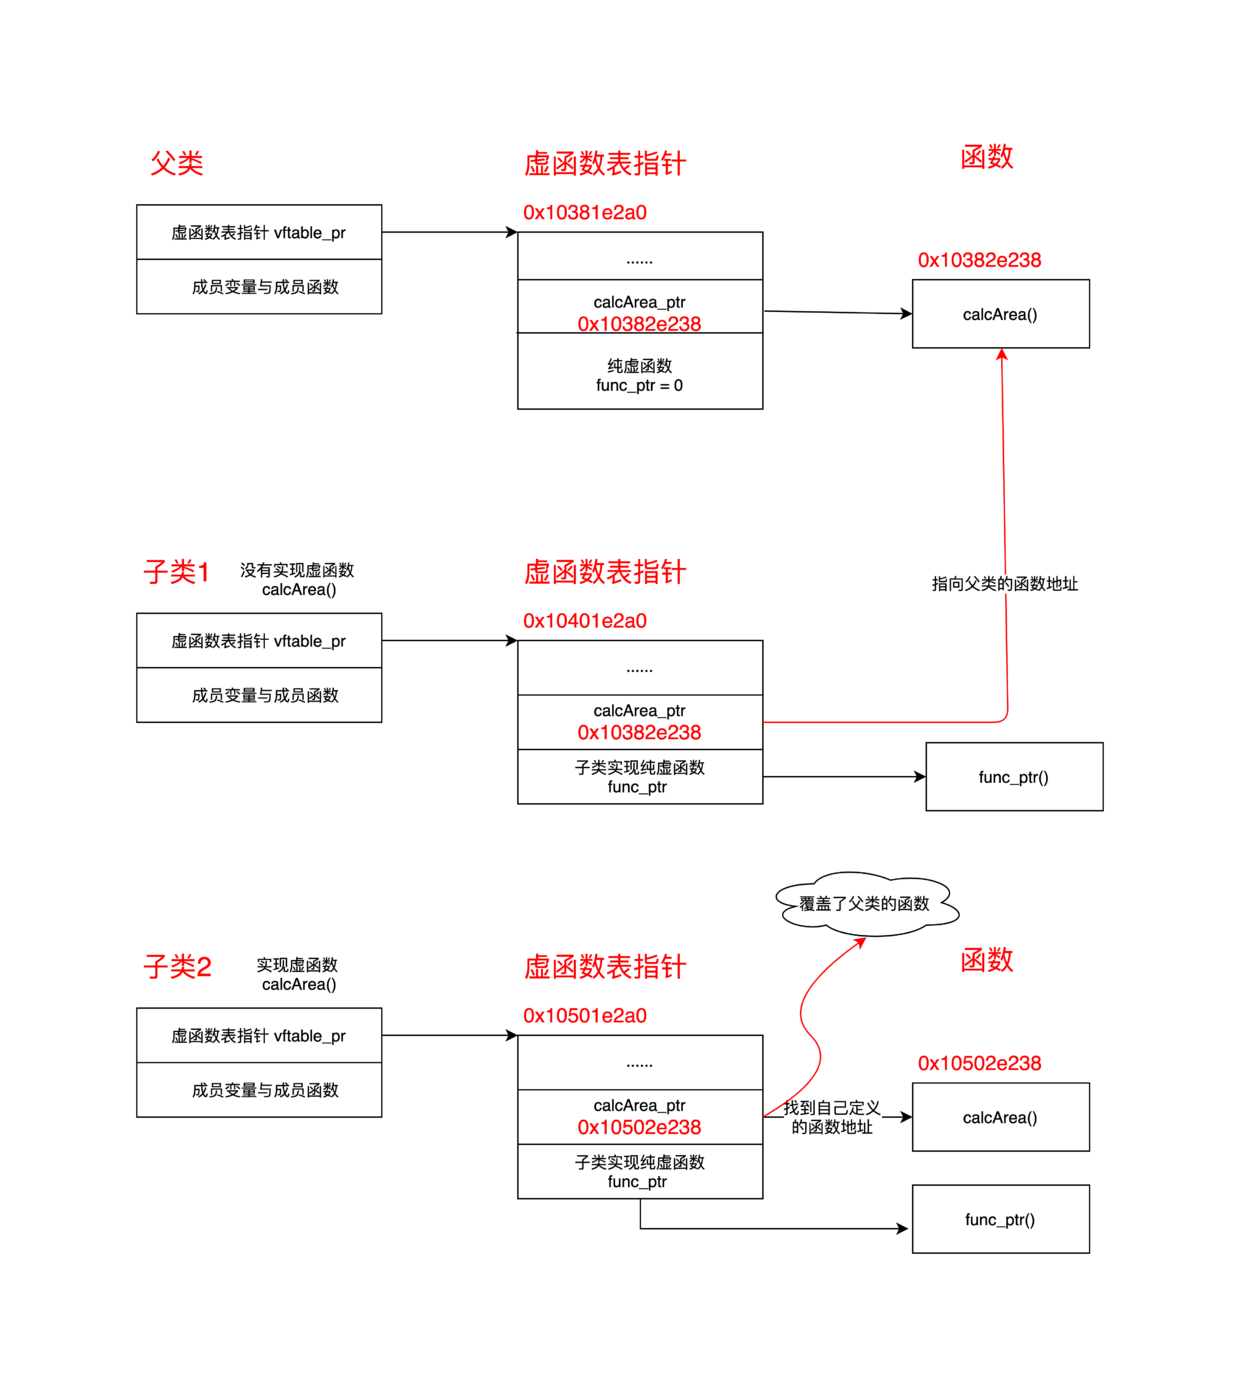 父类
虚函数表指针
函数
虚函数表指针 vftable_pr
成员变量与成员函数
0x10381e2a0
......
calcArea_ptr
0x10382e238
纯虚函数
func_ptr = 0
0x10382e238
calcArea()
指向父类的函数地址
子类1
没有实现虚函数
calcArea()
虚函数表指针
虚函数表指针 vftable_pr
成员变量与成员函数
0x10401e2a0
......
calcArea_ptr
0x10382e238
子类实现纯虚函数
func_ptr
func_ptr()
覆盖了父类的函数
子类2
实现虚函数
calcArea()
虚函数表指针
函数
虚函数表指针 vftable_pr
成员变量与成员函数
0x10501e2a0
......
calcArea_ptr
0x10502e238
子类实现纯虚函数
func_ptr
找到自己定义
的函数地址
0x10502e238
calcArea()
func_ptr()